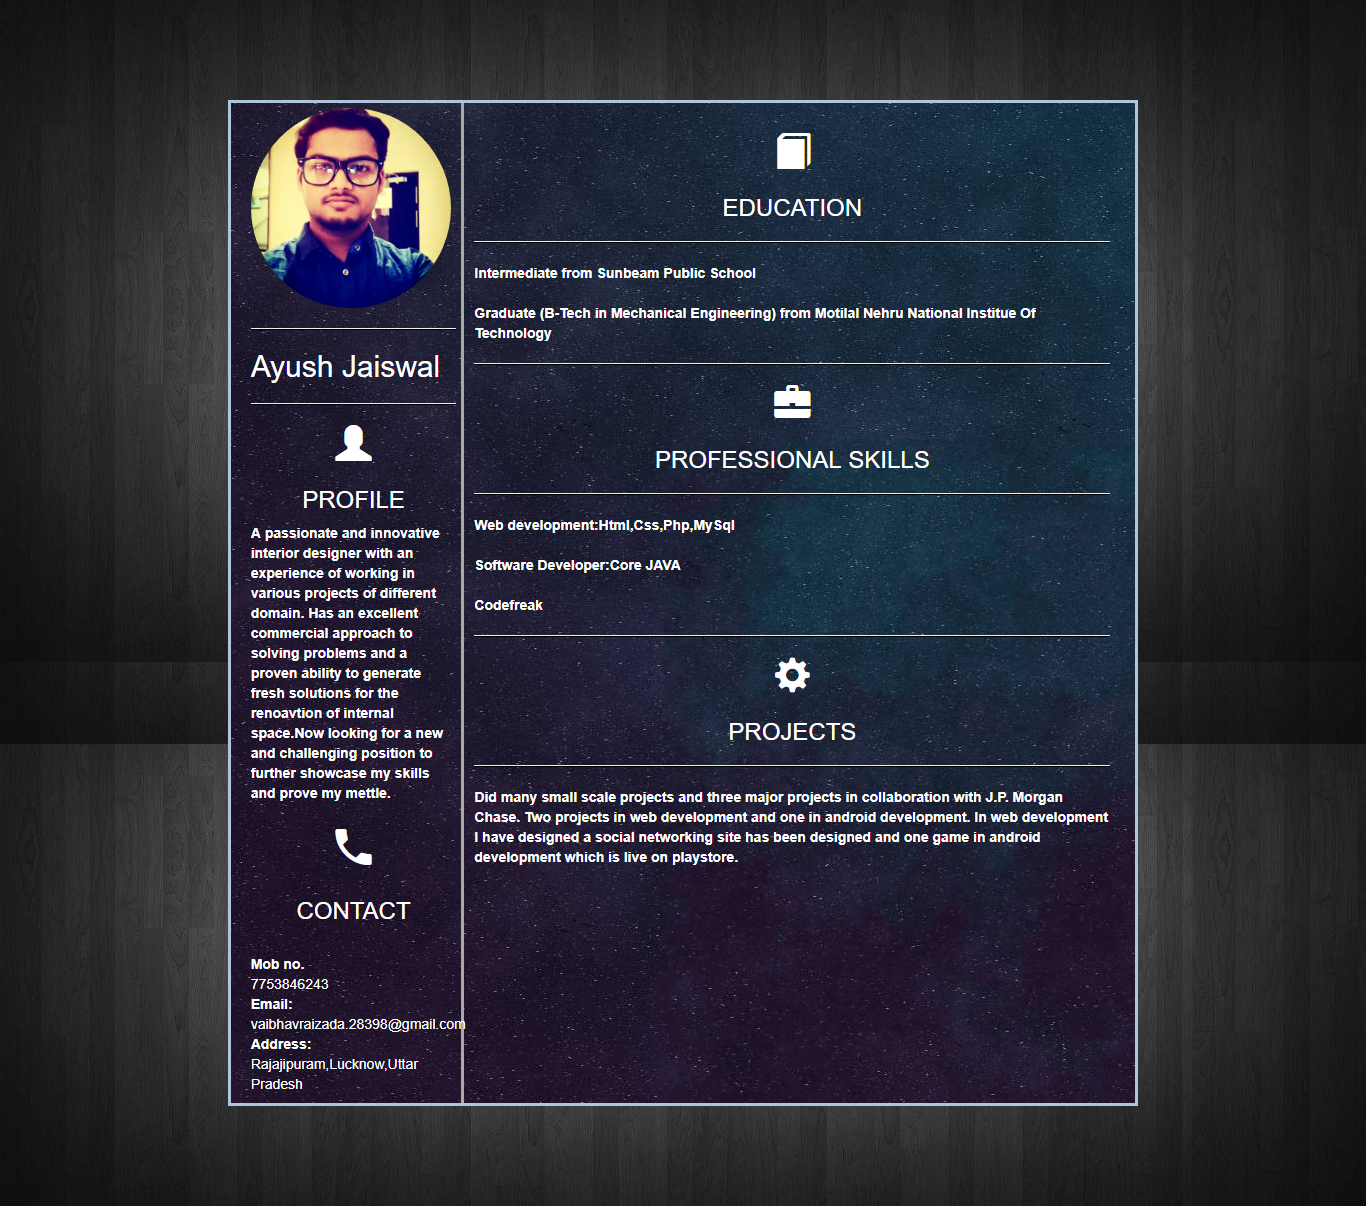 Ayush Jaiswal
PROFILE
A passionate and innovative
interior designer with an
experience of working in
various projects of different
domain. Has an excellent
commercial approach to
solving problems and a
proven ability to generate
fresh solutions for the
renoavtion of internal
space.Now looking for a new
and challenging position to
further showcase my skills
and prove my mettle.
CONTACT
Mob no.
7753846243
Email:
vaibhavraizada.28398@gmail.com
Address:
Rajajipuram,Lucknow,Uttar
Pradesh
EDUCATION
Intermediate from Sunbeam Public School
Graduate (B-Tech in Mechanical Engineering) from Motilal Nehru National Institue Of
Technology
PROFESSIONAL SKILLS
Web development:Html,Css,Php,MySql
Software Developer:Core JAVA
Codefreak
PROJECTS
Did many small scale projects and three major projects in collaboration with J.P. Morgan
Chase. Two projects in web development and one in android development. In web development
I have designed a social networking site has been designed and one game in android
development which is live on playstore.